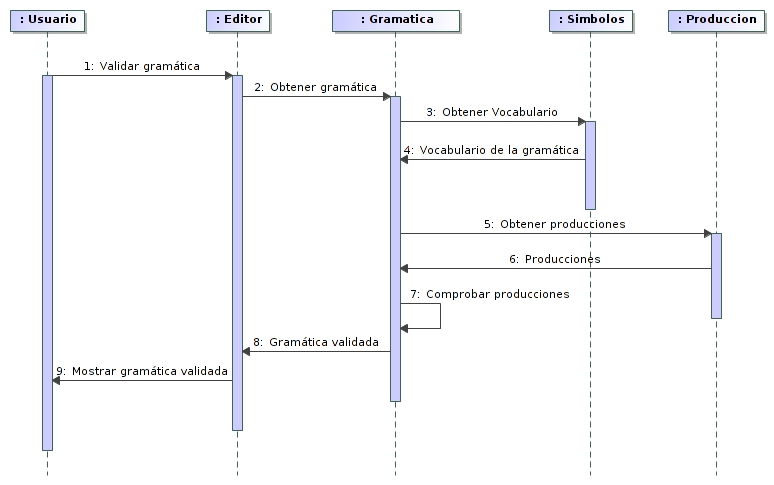 : Usuario
: Editor
: Gramatica
: Simbolos
: Produccion
1: Validar gramática
2: Obtener gramática
3: Obtener Vocabulario
4: Vocabulario de la gramática
5: Obtener producciones
6: Producciones
7: Comprobar producciones
8: Gramática validada
9: Mostrar gramática validada